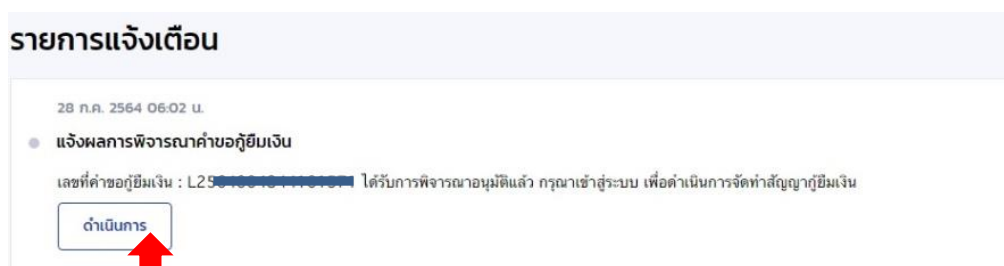 รายการแจ้งเตือน
28 ก.ค. 2564 06:02 น.
แจ้งผลการพิจารณาคำขอกู้ยืมเงิน
เลขที่คำขอกู้ยืมเงิน : ได้รับการพิจารณาอนุมัติแล้ว กรุณาเข้าสู่ระบบ เพื่อดำเนินการจัดทำสัญญากู้ยืมเงิน
ดำเนินการ